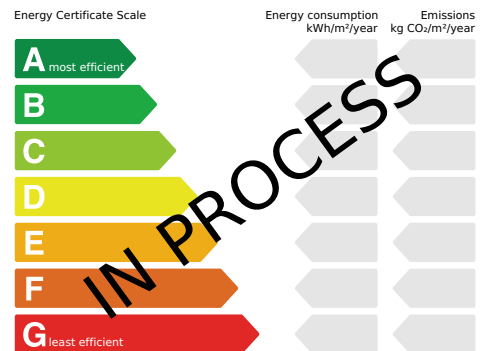 Energy Certificate Scale
Energy consumption
kWh/m²/year
Emissions
kg CO₂/m²/year
A most efficient
B
C
D
E
F
G least efficient
IN PROCESS